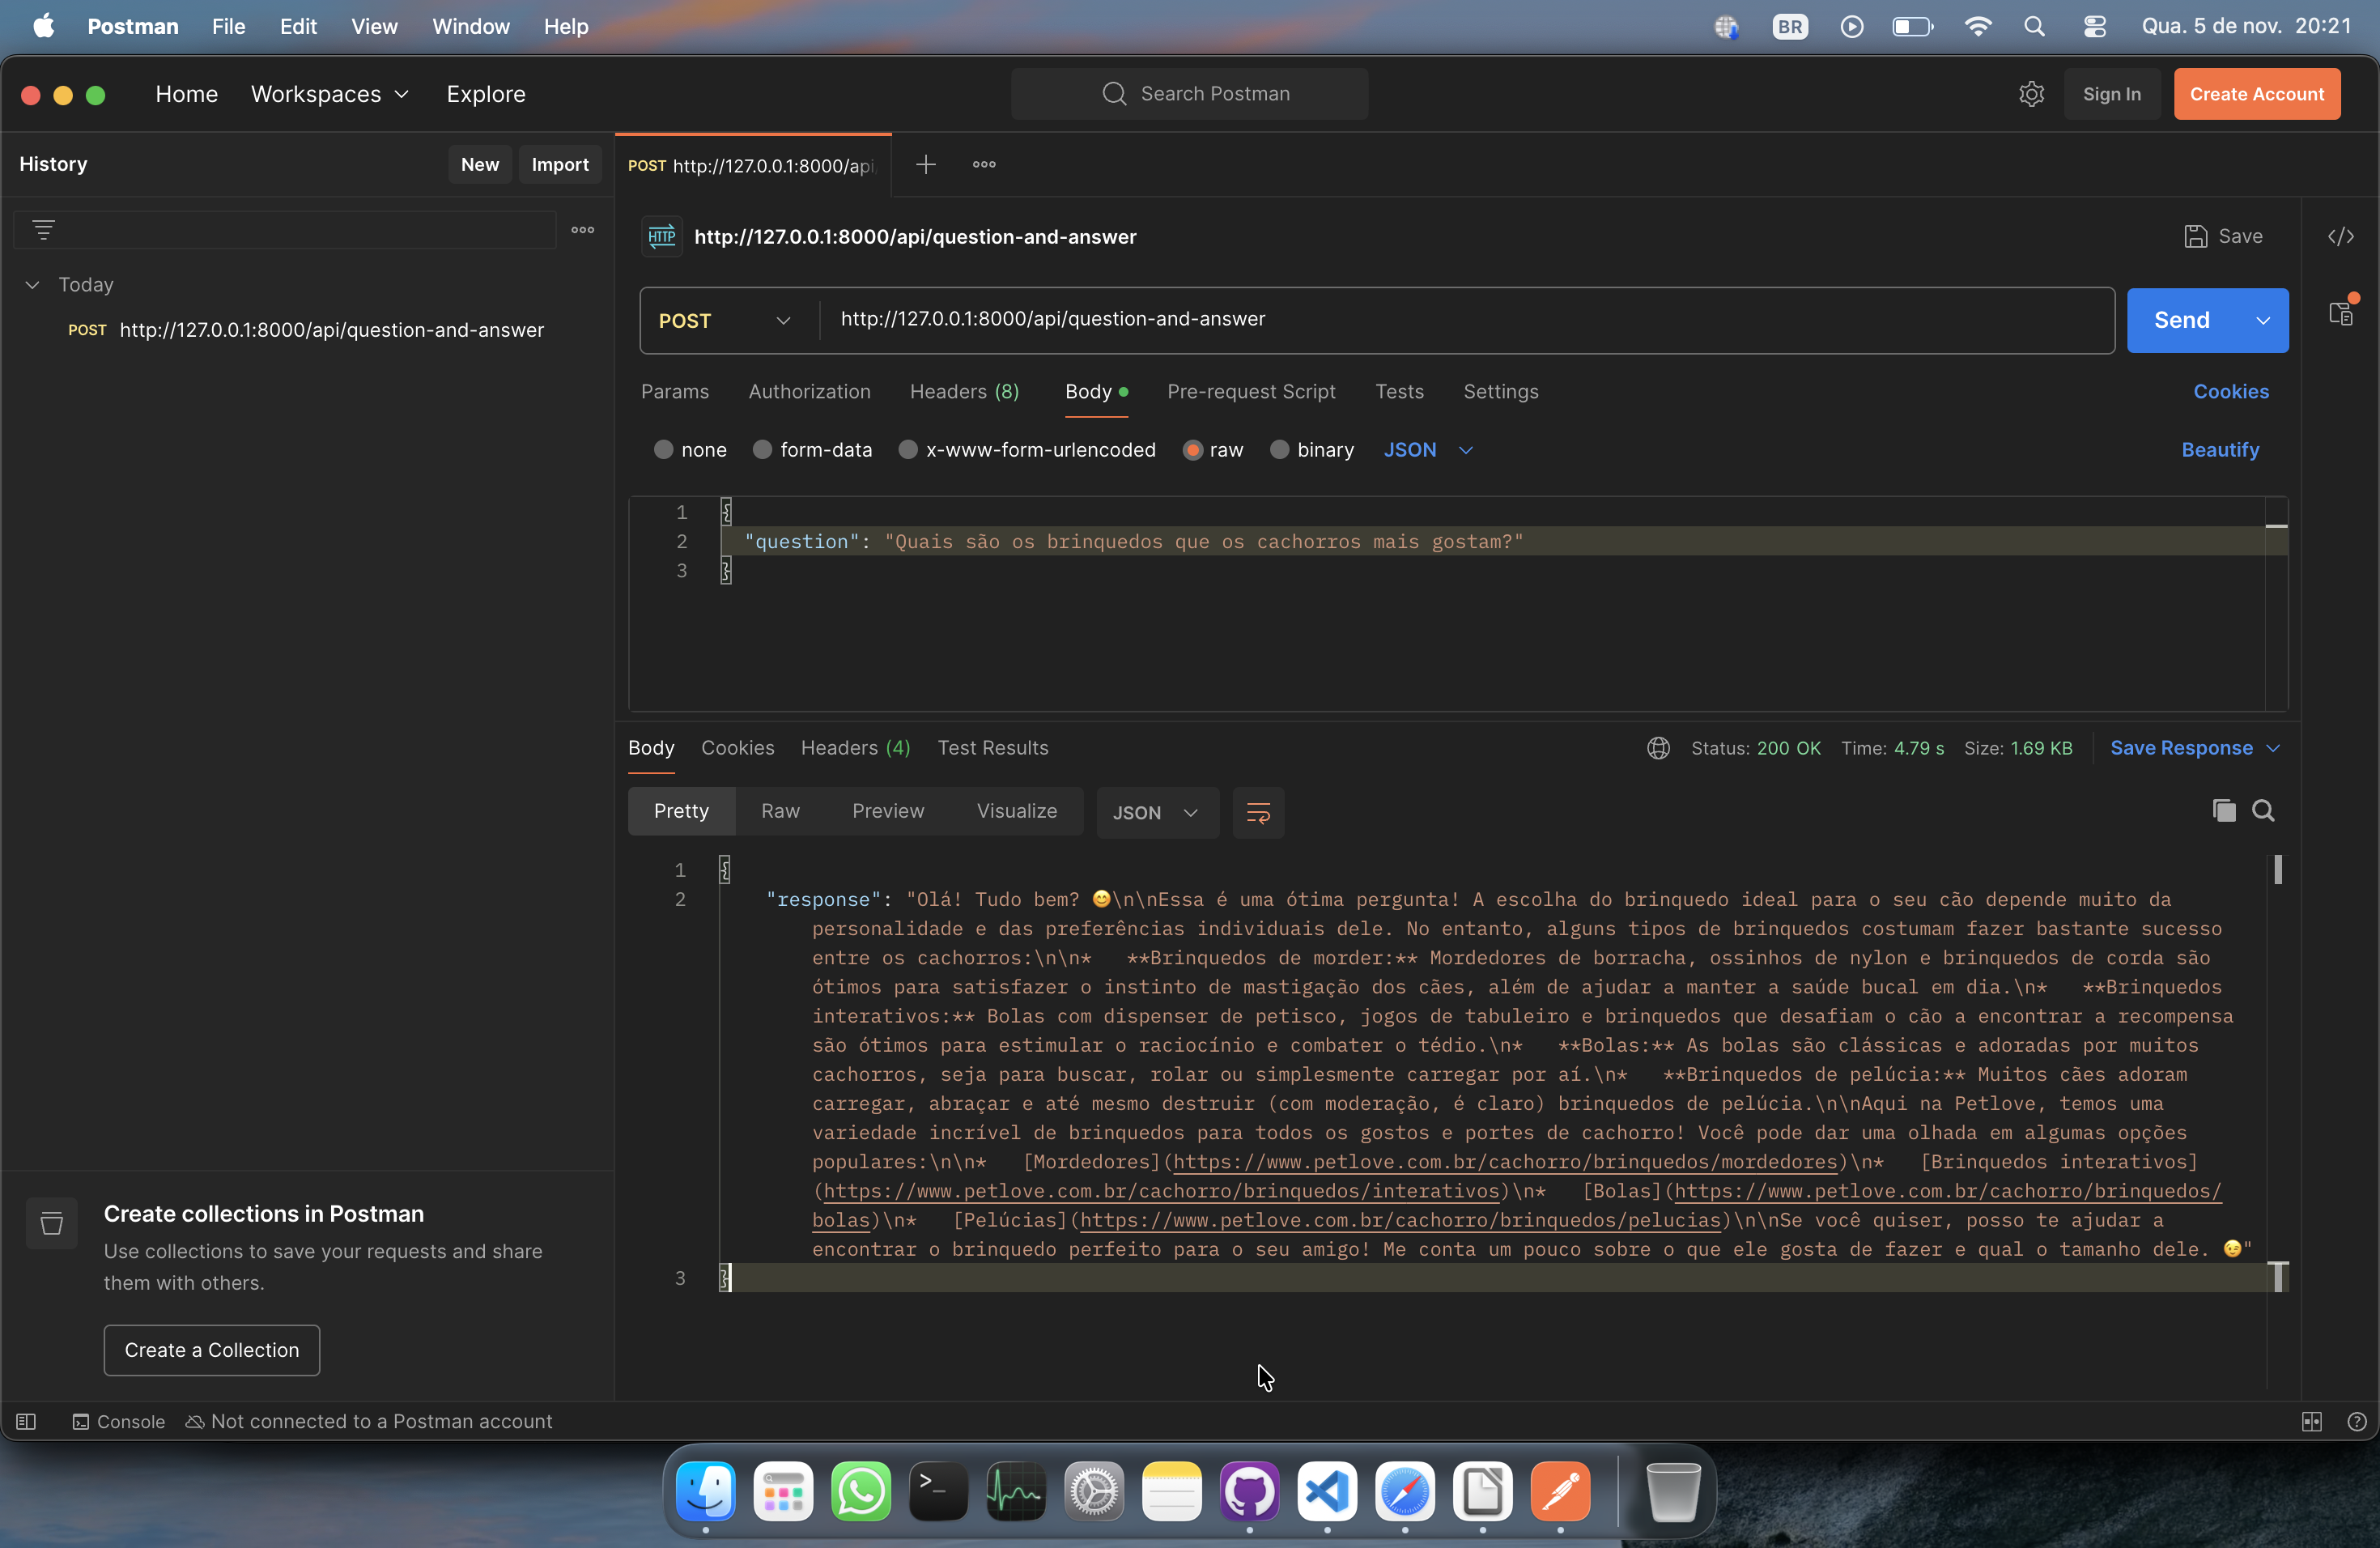 Postman File Edit View Window Help BR Qua. 5 de nov. 20:21
Home Workspaces Explore Search Postman Sign In Create Account
History New Import
POST http://127.0.0.1:8000/api
HTTP http://127.0.0.1:8000/api/question-and-answer Save
Today
POST http://127.0.0.1:8000/api/question-and-answer
POST http://127.0.0.1:8000/api/question-and-answer Send
Params Authorization Headers (8) Body Pre-request Script Tests Settings Cookies
none form-data x-www-form-urlencoded raw binary JSON Beautify
1 {
2 "question": "Quais são os brinquedos que os cachorros mais gostam?"
3 }
Body Cookies Headers (4) Test Results Status: 200 OK Time: 4.79 s Size: 1.69 KB Save Response
Pretty Raw Preview Visualize JSON
1 {
2 "response": "Olá! Tudo bem? 😊\n\nEssa é uma ótima pergunta! A escolha do brinquedo ideal para o seu cão depende muito da
personalidade e das preferências individuais dele. No entanto, alguns tipos de brinquedos costumam fazer bastante sucesso
entre os cachorros:\n\n*   **Brinquedos de morder:** Mordedores de borracha, ossinhos de nylon e brinquedos de corda são
ótimos para satisfazer o instinto de mastigação dos cães, além de ajudar a manter a saúde bucal em dia.\n*   **Brinquedos
interativos:** Bolas com dispenser de petisco, jogos de tabuleiro e brinquedos que desafiam o cão a encontrar a recompensa
são ótimos para estimular o raciocínio e combater o tédio.\n*   **Bolas:** As bolas são clássicas e adoradas por muitos
cachorros, seja para buscar, rolar ou simplesmente carregar por aí.\n*   **Brinquedos de pelúcia:** Muitos cães adoram
carregar, abraçar e até mesmo destruir (com moderação, é claro) brinquedos de pelúcia.\n\nAqui na Petlove, temos uma
variedade incrível de brinquedos para todos os gostos e portes de cachorro! Você pode dar uma olhada em algumas opções
populares:\n\n*   [Mordedores](https://www.petlove.com.br/cachorro/brinquedos/mordedores)\n*   [Brinquedos interativos]
(https://www.petlove.com.br/cachorro/brinquedos/interativos)\n*   [Bolas](https://www.petlove.com.br/cachorro/brinquedos/
bolas)\n*   [Pelúcias](https://www.petlove.com.br/cachorro/brinquedos/pelucias)\n\nSe você quiser, posso te ajudar a
encontrar o brinquedo perfeito para o seu amigo! Me conta um pouco sobre o que ele gosta de fazer e qual o tamanho dele. 😉"
3 }
Create collections in Postman
Use collections to save your requests and share
them with others.
Create a Collection
Console Not connected to a Postman account